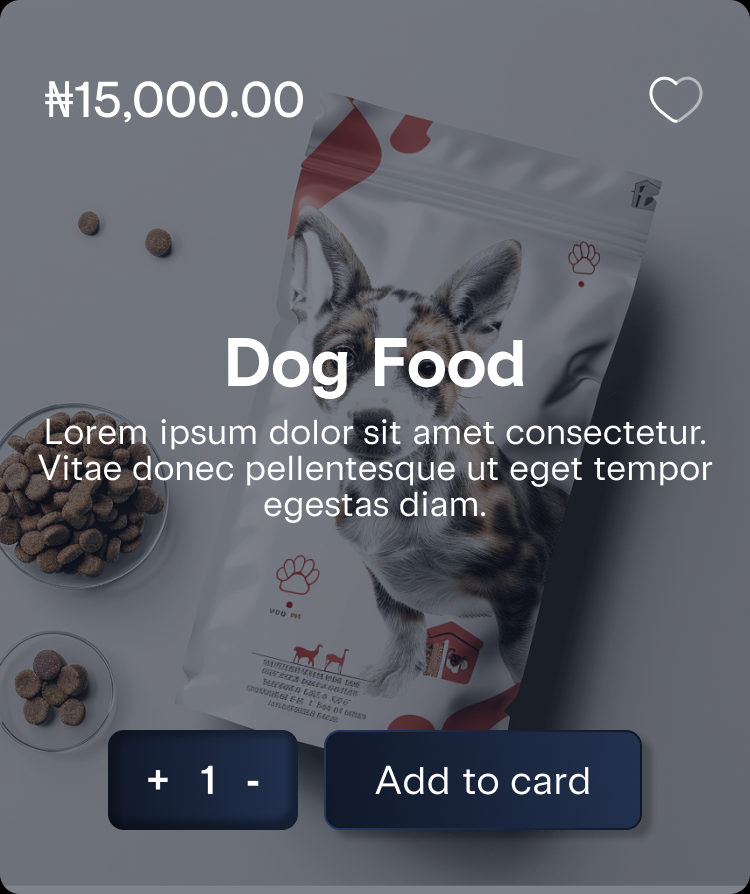 ₦15,000.00
Dog Food
Lorem ipsum dolor sit amet consectetur.
Vitae donec pellentesque ut eget tempor
egestas diam.
+ 1 -
Add to card